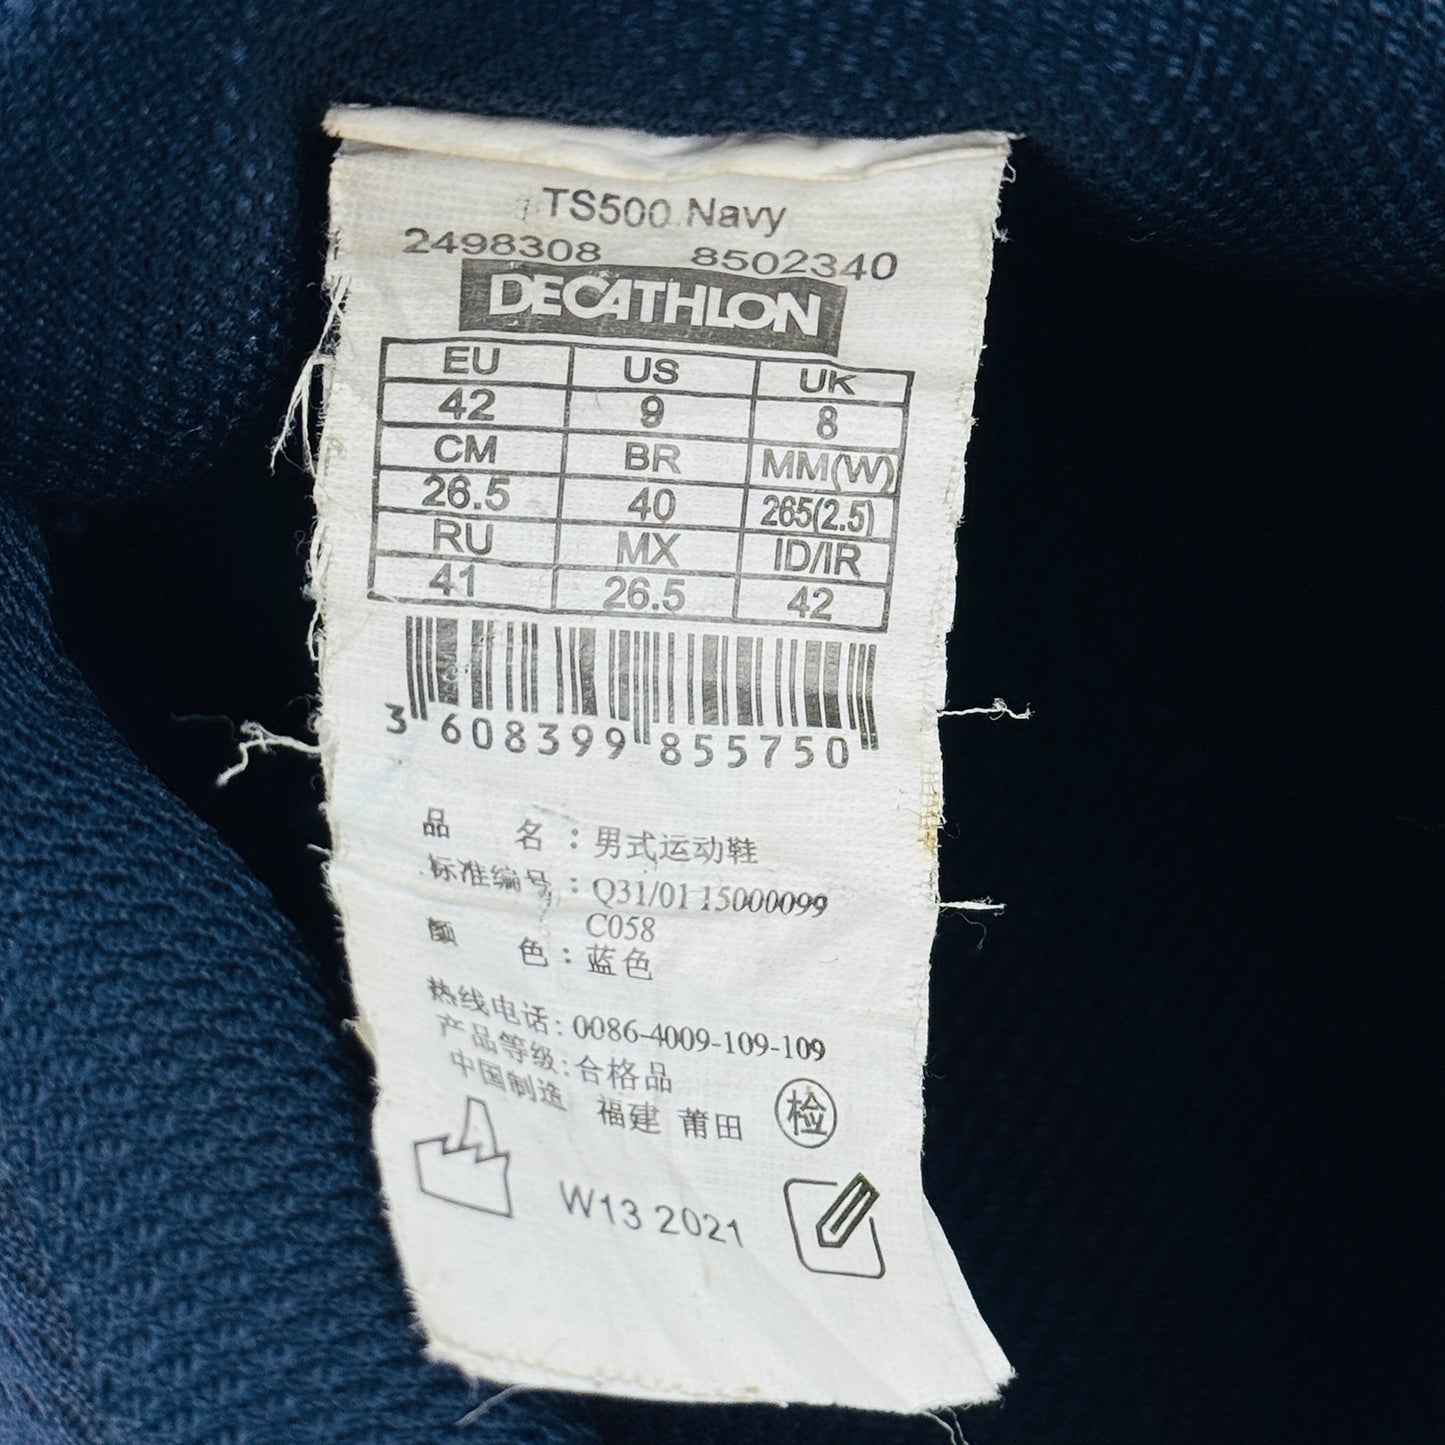 TS500 Navy
2498308 8502340
DECATHLON
EU US UK
42 9 8
CM BR MM(W)
26.5 40 265(2.5)
RU MX ID/IR
41 26.5 42
3 608399 855750
品 名：男式运动鞋
标准编号：Q31/0115000099
C058
颜 色：蓝色
热线电话：0086-4009-109-109
产品等级：合格品
中国制造 福建 莆田 检
W13 2021